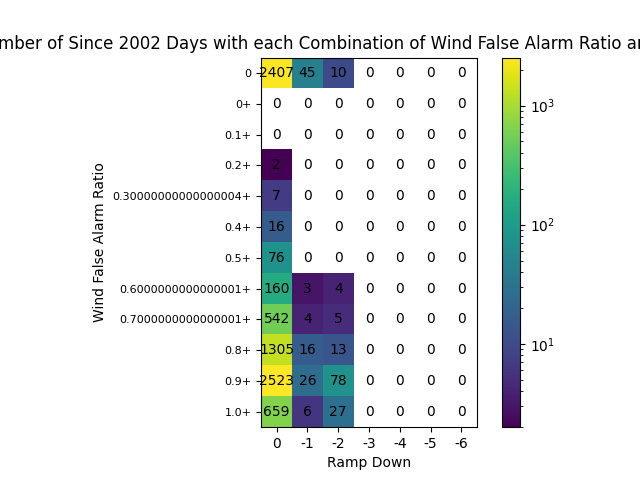 mber of Since 2002 Days with each Combination of Wind False Alarm Ratio a
Wind False Alarm Ratio
0 2407 45 10 0 0 0 0
0+ 0 0 0 0 0 0 0
0.1+ 0 0 0 0 0 0 0
0.2+ 2 0 0 0 0 0 0
0.30000000000000004+ 7 0 0 0 0 0 0
0.4+ 16 0 0 0 0 0 0
0.5+ 76 0 0 0 0 0 0
0.6000000000000001+ 160 3 4 0 0 0 0
0.7000000000000001+ 542 4 5 0 0 0 0
0.8+ 1305 16 13 0 0 0 0
0.9+ 2523 26 78 0 0 0 0
1.0+ 659 6 27 0 0 0 0
0 -1 -2 -3 -4 -5 -6
Ramp Down
10³
10²
10¹